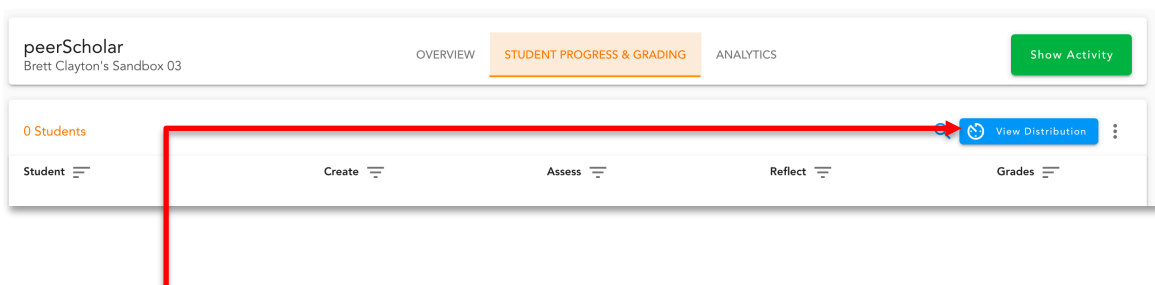 peerScholar
Brett Clayton's Sandbox 03
OVERVIEW STUDENT PROGRESS & GRADING ANALYTICS
Show Activity
0 Students
View Distribution
Student Create Assess Reflect Grades